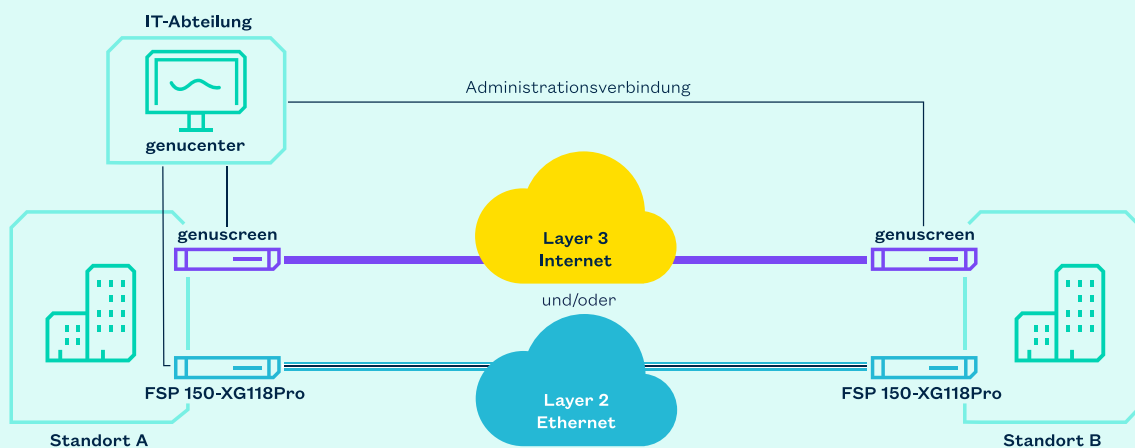 IT-Abteilung
Administrationsverbindung
genucenter
genuscreen
genuscreen
Layer 3
Internet
und/oder
FSP 150-XG118Pro
FSP 150-XG118Pro
Layer 2
Ethernet
Standort A
Standort B